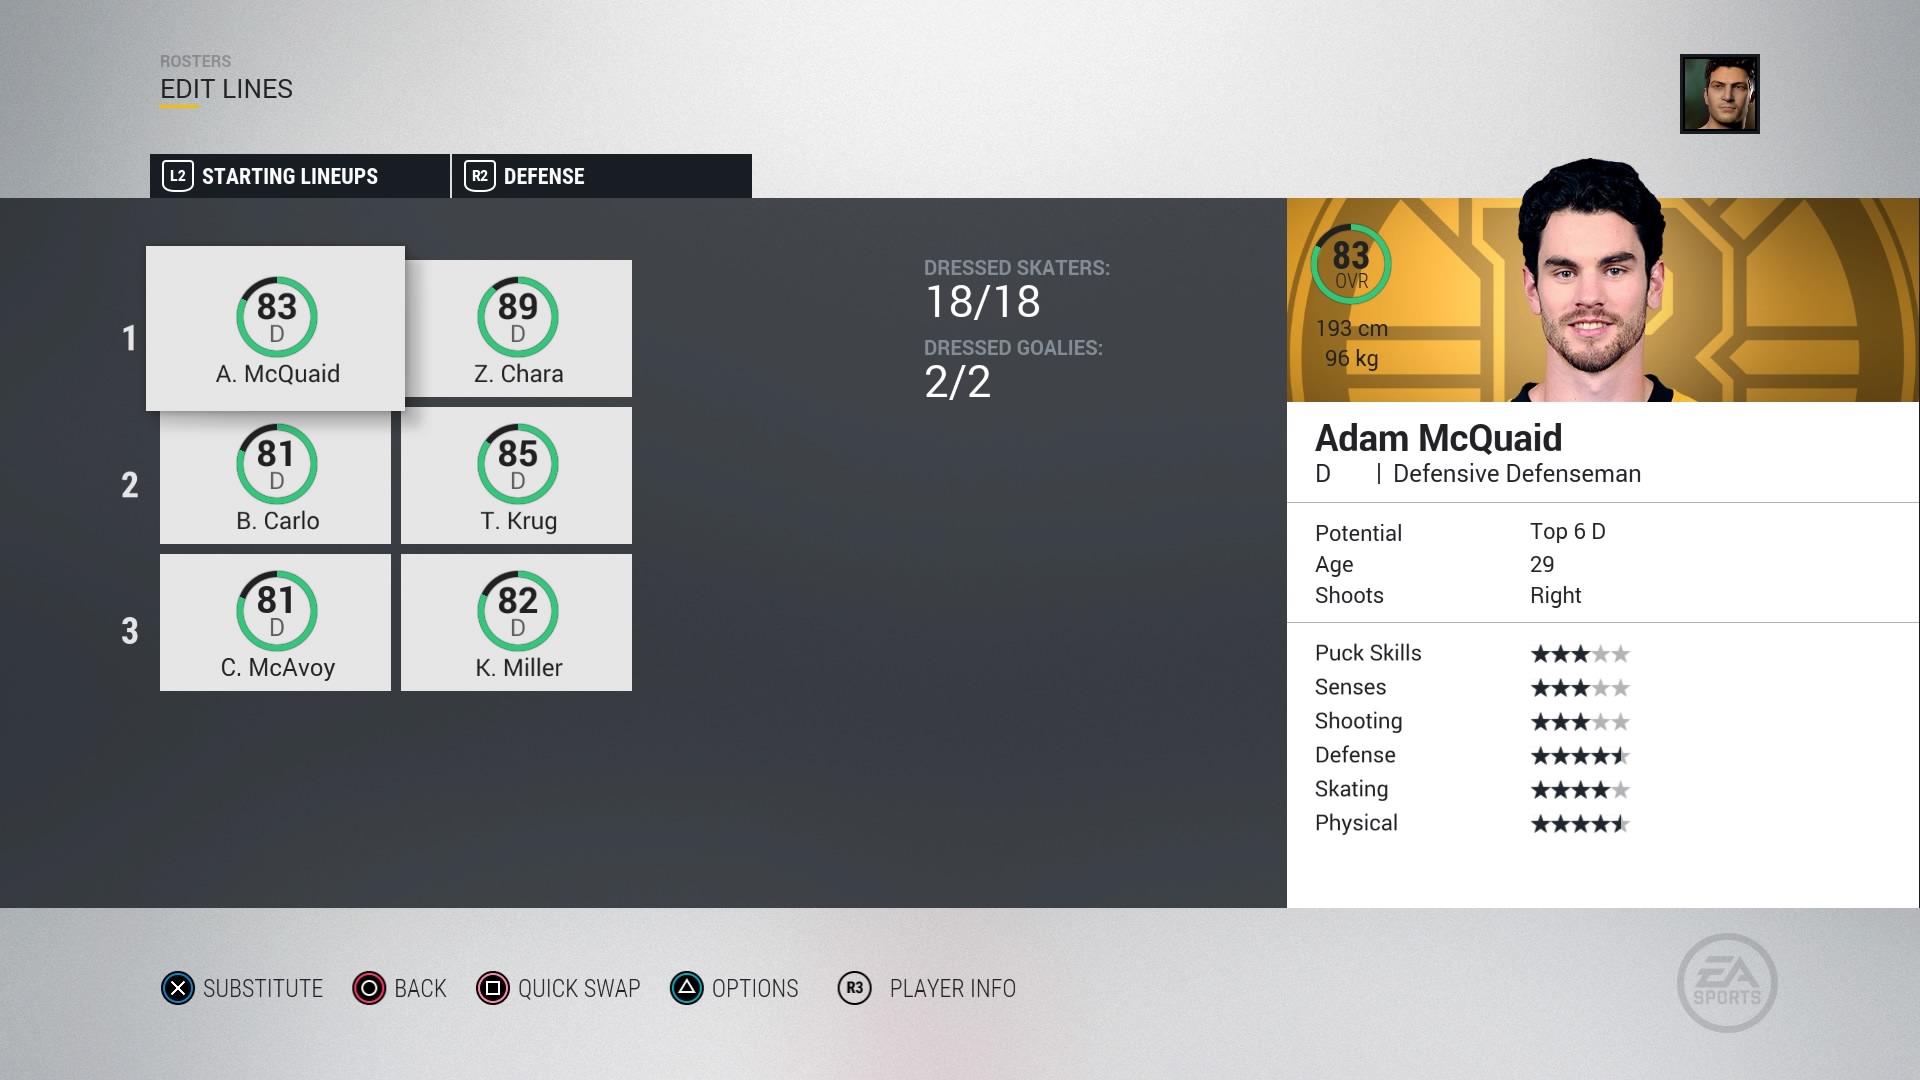 ROSTERS
EDIT LINES
L2 STARTING LINEUPS
R2 DEFENSE
1
83
D
A. McQuaid
89
D
Z. Chara
2
81
D
B. Carlo
85
D
T. Krug
3
81
D
C. McAvoy
82
D
K. Miller
DRESSED SKATERS:
18/18
DRESSED GOALIES:
2/2
83
OVR
193 cm
96 kg
Adam McQuaid
D | Defensive Defenseman
Potential Top 6 D
Age 29
Shoots Right
Puck Skills
Senses
Shooting
Defense
Skating
Physical
SUBSTITUTE BACK QUICK SWAP OPTIONS R3 PLAYER INFO
EA
SPORTS